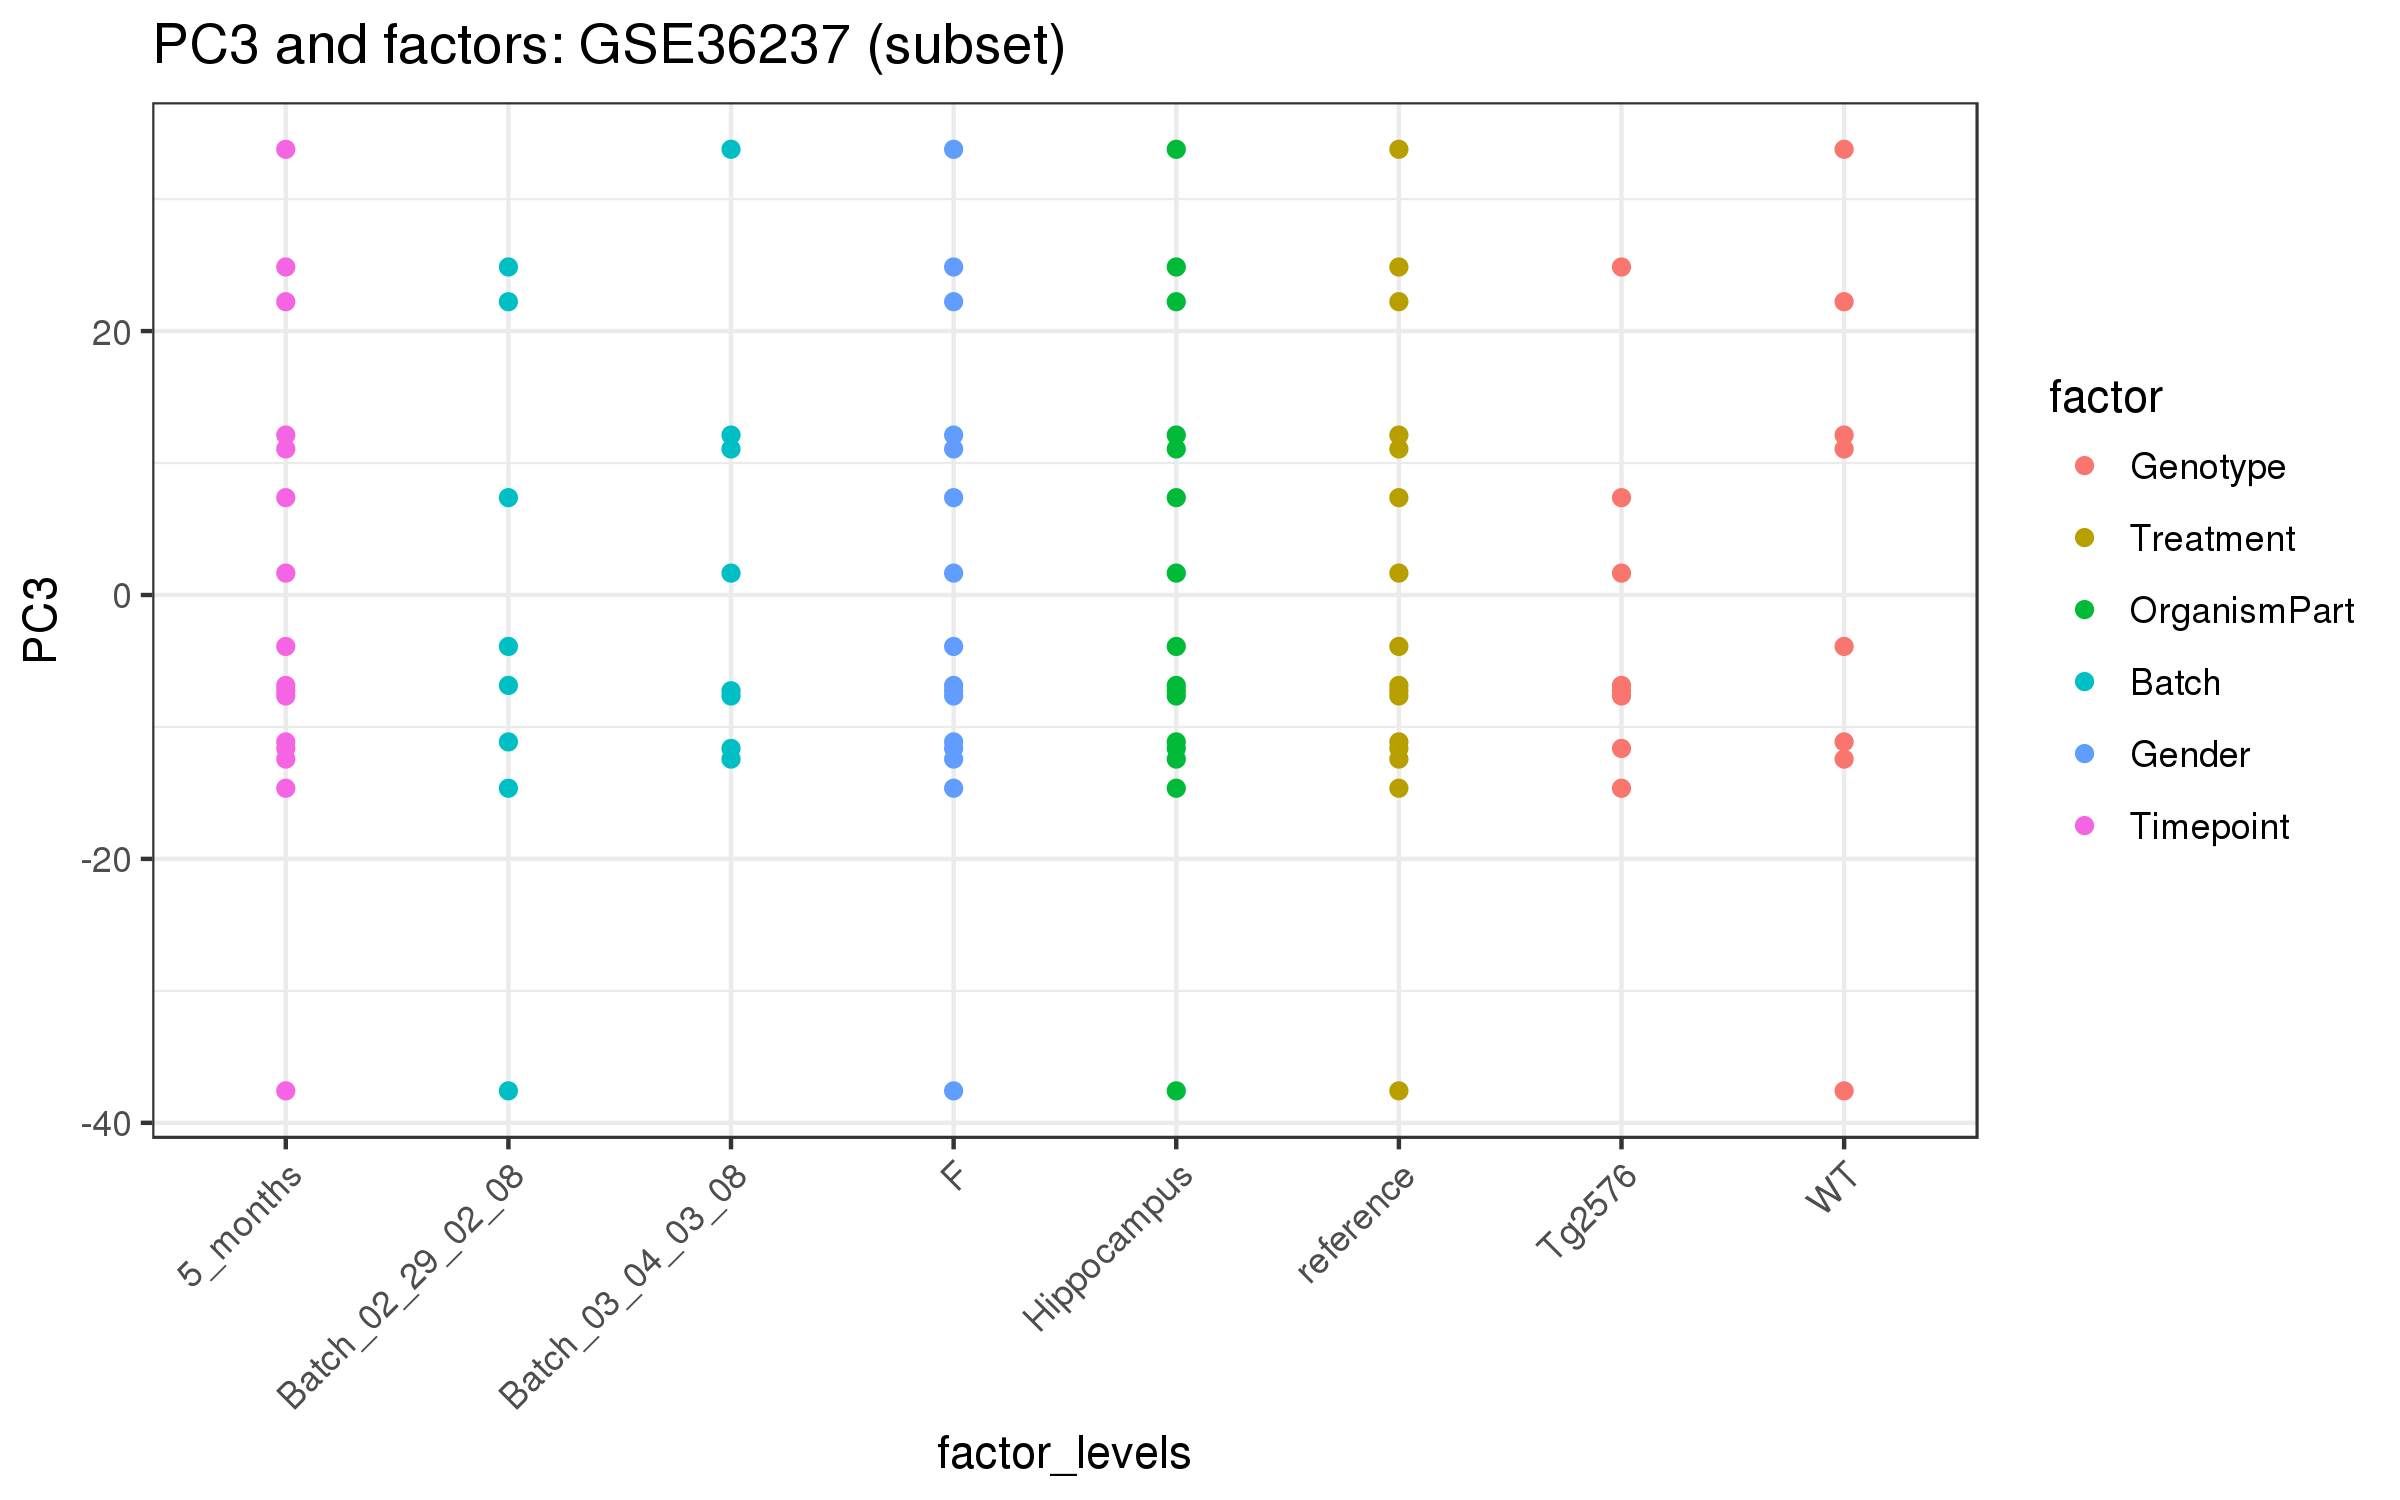 PC3 and factors: GSE36237 (subset)
PC3
20
0
-20
-40
5_months
Batch_02_29_02_08
Batch_03_04_03_08
F
Hippocampus
reference
Tg2576
WT
factor_levels
factor
Genotype
Treatment
OrganismPart
Batch
Gender
Timepoint